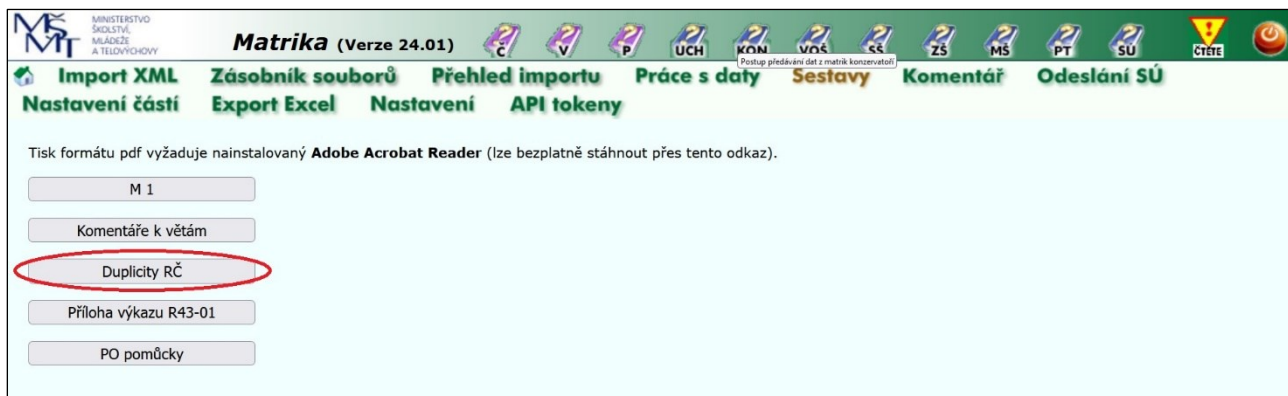 MINISTERSTVO
ŠKOLSTVÍ,
MLÁDEŽE
A TĚLOVÝCHOVY
MŠMT
Matrika (Verze 24.01)
Č V P UCH KON VOŠ SŠ ZŠ MŠ PT SÚ ČTĚTE
Postup předávání dat z matrik konzervatoří
Import XML Zásobník souborů Přehled importu Práce s daty Sestavy Komentář Odeslání SÚ
Nastavení částí Export Excel Nastavení API tokeny
Tisk formátu pdf vyžaduje nainstalovaný Adobe Acrobat Reader (lze bezplatně stáhnout přes tento odkaz).
M 1
Komentáře k větám
Duplicity RČ
Příloha výkazu R43-01
PO pomůcky